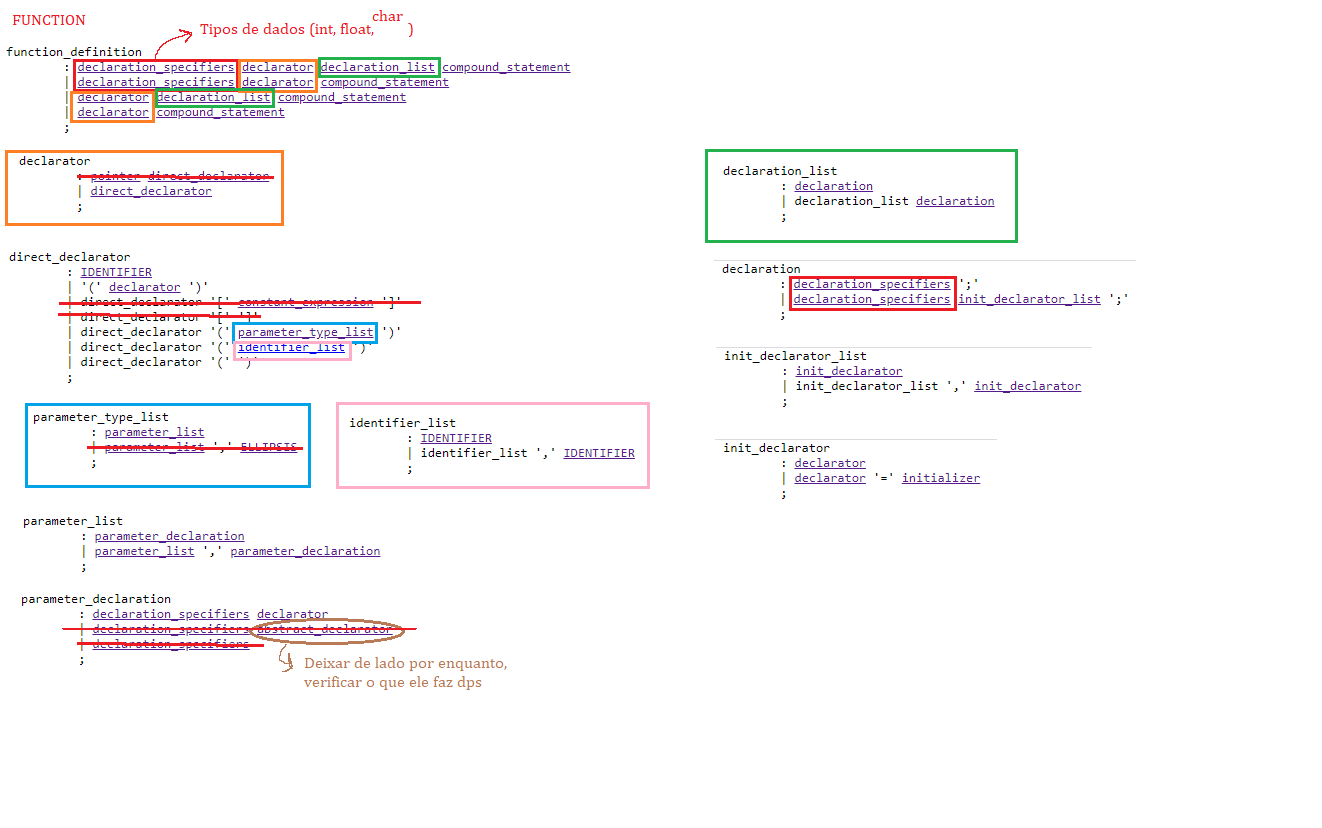 FUNCTION
Tipos de dados (int, float, char )
function_definition
: declaration_specifiers declarator declaration_list compound_statement
| declaration_specifiers declarator compound_statement
| declarator declaration_list compound_statement
| declarator compound_statement
;
declarator
: pointer direct_declarator
| direct_declarator
;
direct_declarator
: IDENTIFIER
| '(' declarator ')'
| direct_declarator '[' constant_expression ']'
| direct_declarator '[' ']'
| direct_declarator '(' parameter_type_list ')'
| direct_declarator '(' identifier_list ')'
| direct_declarator '(' ')'
;
parameter_type_list
: parameter_list
| parameter_list ',' ELLIPSIS
;
identifier_list
: IDENTIFIER
| identifier_list ',' IDENTIFIER
;
parameter_list
: parameter_declaration
| parameter_list ',' parameter_declaration
;
parameter_declaration
: declaration_specifiers declarator
| declaration_specifiers abstract_declarator
| declaration_specifiers
;
Deixar de lado por enquanto,
verificar o que ele faz dps
declaration_list
: declaration
| declaration_list declaration
;
declaration
: declaration_specifiers ';'
| declaration_specifiers init_declarator_list ';'
;
init_declarator_list
: init_declarator
| init_declarator_list ',' init_declarator
;
init_declarator
: declarator
| declarator '=' initializer
;